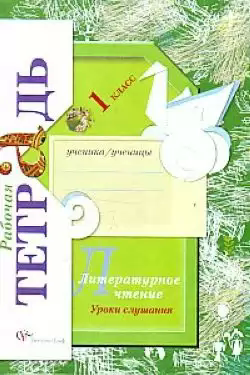 Рабочая
ТЕТРАДЬ
1 КЛАСС
ученика/ученицы
Литературное
чтение
Уроки слушания